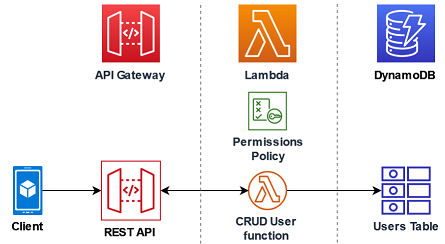 API Gateway
Lambda
DynamoDB
Permissions
Policy
Client
REST API
CRUD User
function
Users Table